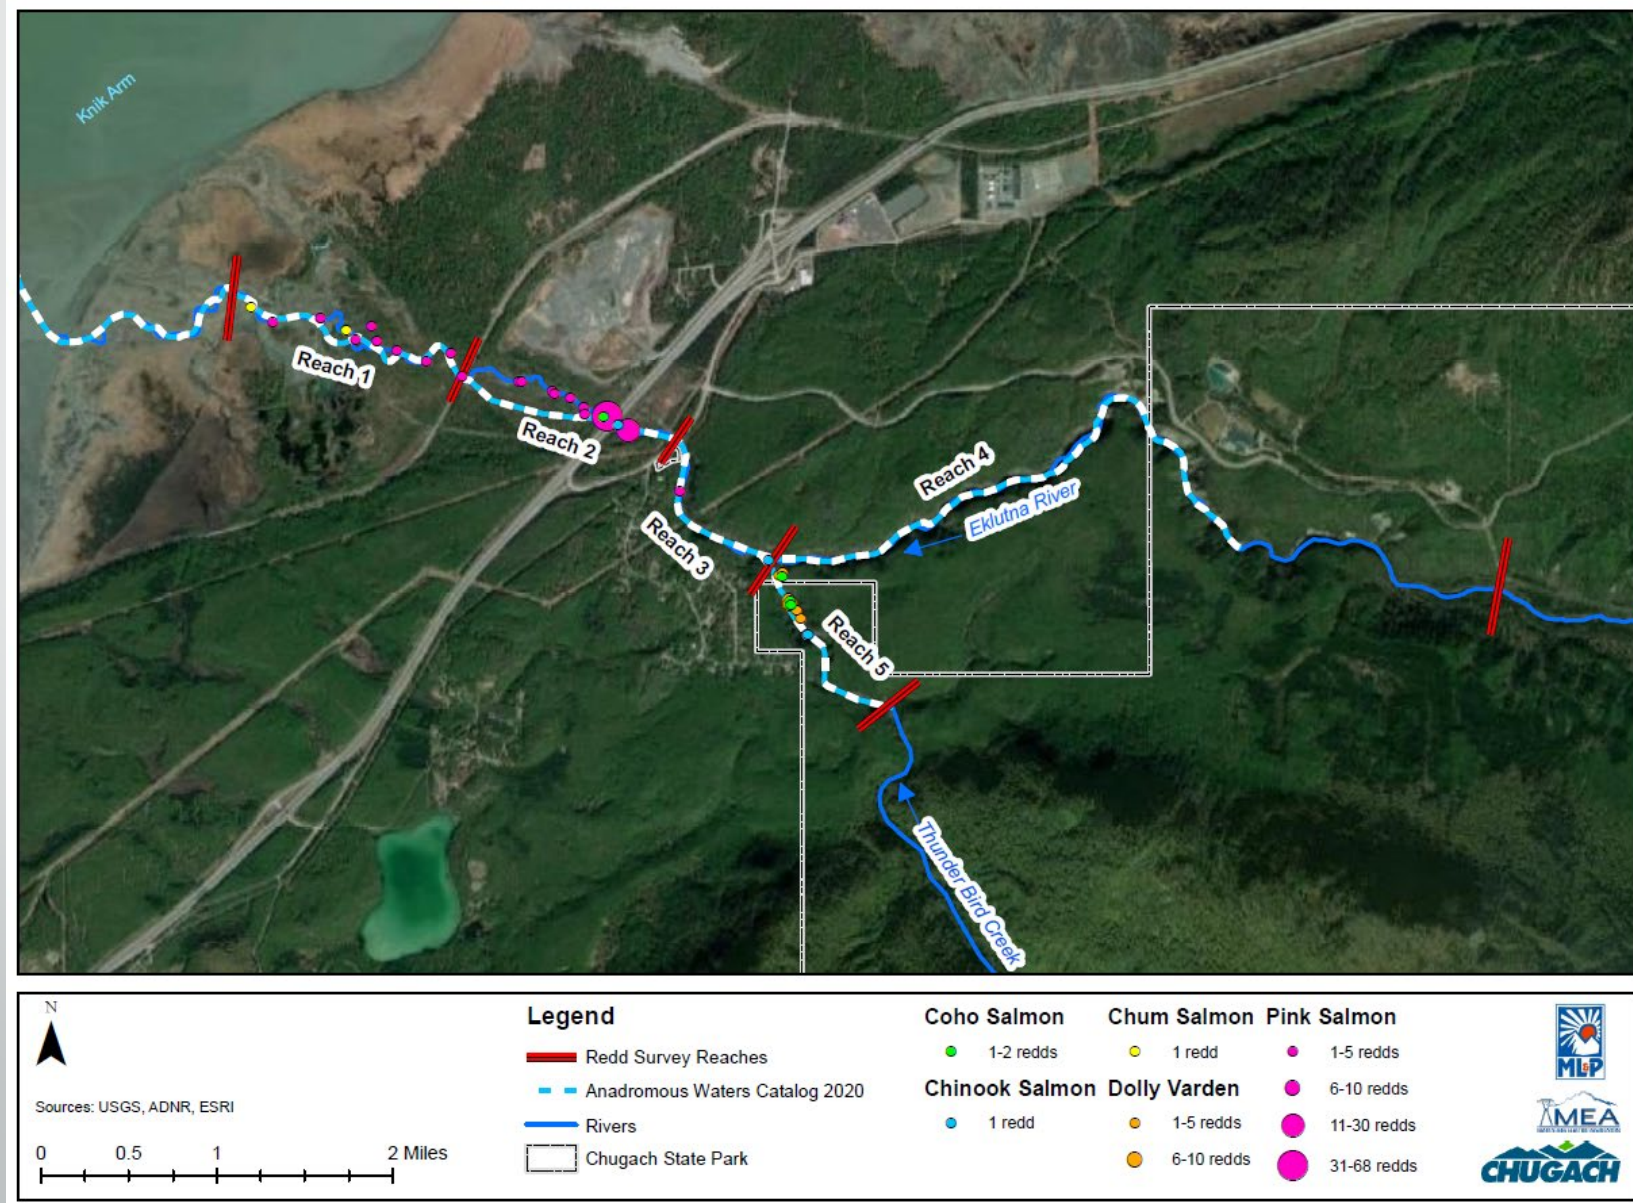 Knik Arm
Reach 1
Reach 2
Reach 3
Reach 4
Eklutna River
Reach 5
Thunder Bird Creek
N
Sources: USGS, ADNR, ESRI
0 0.5 1 2 Miles
Legend
Redd Survey Reaches
Anadromous Waters Catalog 2020
Rivers
Chugach State Park
Coho Salmon
1-2 redds
Chinook Salmon
1 redd
Chum Salmon
1 redd
Dolly Varden
1-5 redds
6-10 redds
Pink Salmon
1-5 redds
6-10 redds
11-30 redds
31-68 redds
ML&P
MEA
CHUGACH